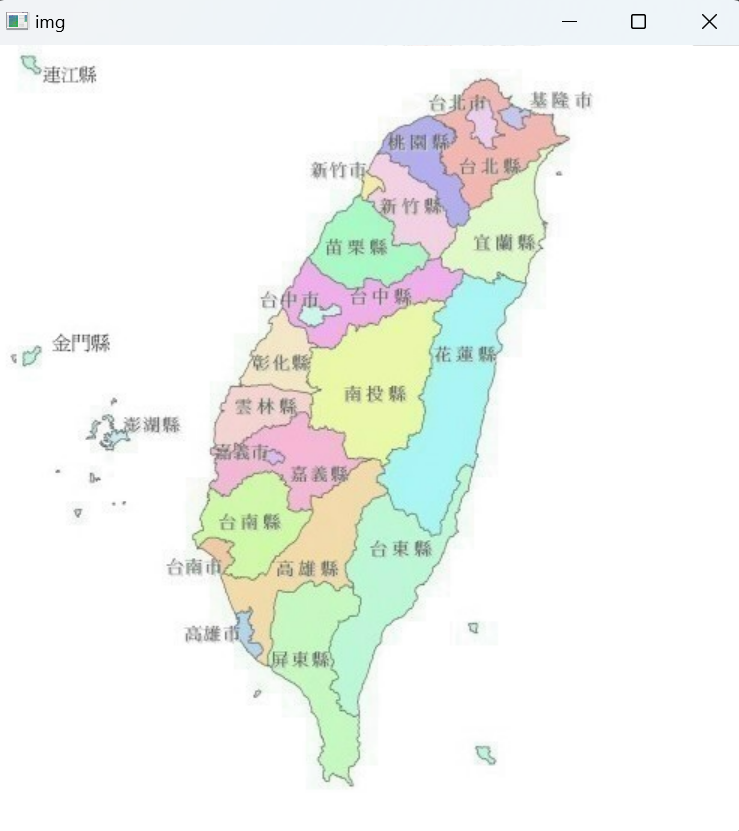 img
連江縣
台北市
基隆市
桃園縣
台北縣
新竹市
新竹縣
宜蘭縣
苗栗縣
台中市
台中縣
金門縣
彰化縣
花蓮縣
南投縣
雲林縣
澎湖縣
嘉義市
嘉義縣
台南縣
台東縣
台南市
高雄縣
高雄市
屏東縣